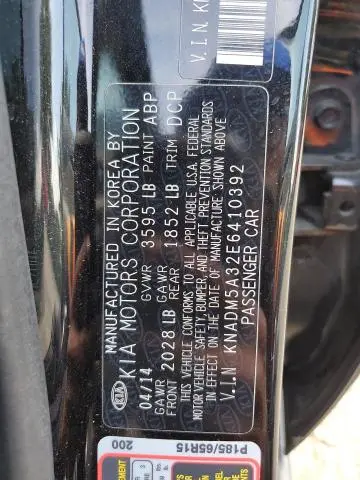 MANUFACTURED IN KOREA BY
KIA MOTORS CORPORATION
04/14 GVWR 3595 LB PAINT ABP
GAWR FRONT 2028 LB GAWR REAR 1852 LB TRIM DCP
THIS VEHICLE CONFORMS TO ALL APPLICABLE U.S.A. FEDERAL
MOTOR VEHICLE SAFETY, BUMPER, AND THEFT PREVENTION STANDARDS
IN EFFECT ON THE DATE OF MANUFACTURE SHOWN ABOVE
V.I.N KNADM5A32E6410392
PASSENGER CAR
KIA
V.I.N
P185/65R15
200